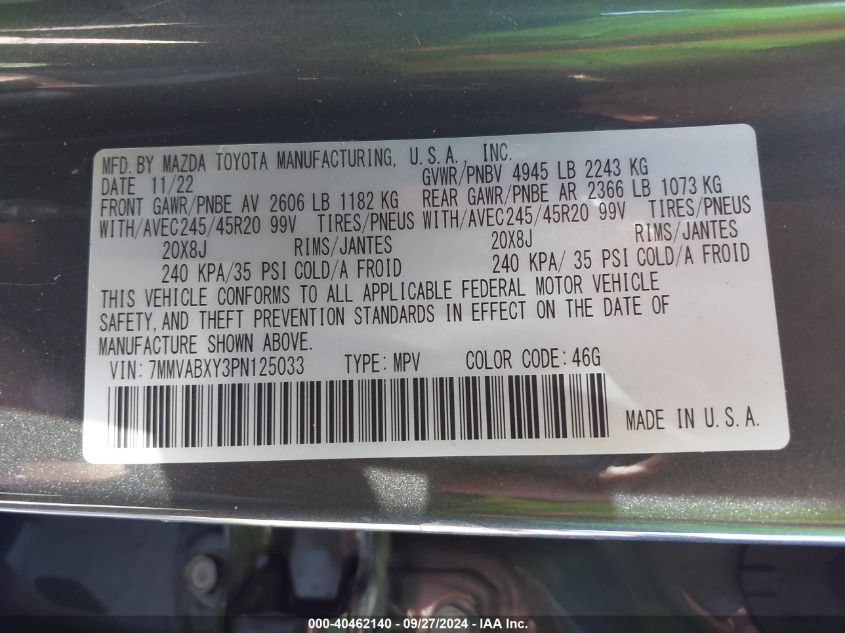 MFD. BY MAZDA TOYOTA MANUFACTURING, U.S.A., INC.
DATE 11/22 GVWR/PNBV 4945 LB 2243 KG
FRONT GAWR/PNBE AV 2606 LB 1182 KG REAR GAWR/PNBE AR 2366 LB 1073 KG
WITH/AVEC245/45R20 99V TIRES/PNEUS WITH/AVEC245/45R20 99V TIRES/PNEUS
20X8J RIMS/JANTES 20X8J RIMS/JANTES
240 KPA/35 PSI COLD/A FROID 240 KPA/ 35 PSI COLD/A FROID
THIS VEHICLE CONFORMS TO ALL APPLICABLE FEDERAL MOTOR VEHICLE
SAFETY, AND THEFT PREVENTION STANDARDS IN EFFECT ON THE DATE OF
MANUFACTURE SHOWN ABOVE.
VIN: 7MMVABXY3PN125033 TYPE: MPV COLOR CODE: 46G
MADE IN U.S.A.
000-40462140 - 09/27/2024 - IAA Inc.